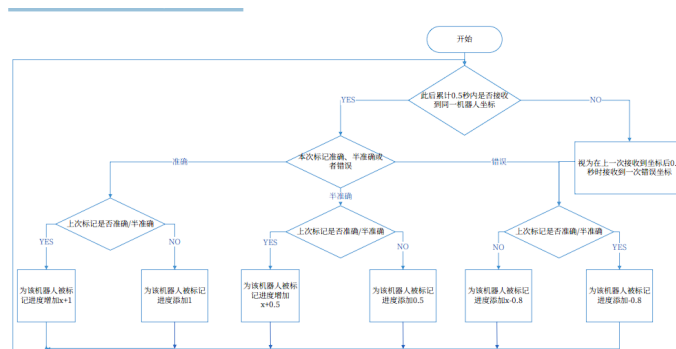 开始
此后累计0.5秒内是否接收
到同一机器人坐标
YES
NO
本次标记准确、半准确或
者错误
视为在上一次接收到坐标后0.
秒时接收到一次错误坐标
准确
错误
半准确
上次标记是否准确/半准确
上次标记是否准确/半准确
上次标记是否准确/半准确
YES
NO
YES
NO
NO
YES
为该机器人被标
记进度增加x+1
为该机器人被标记
进度添加1
为该机器人被标
记进度增加
x+0.5
为该机器人被标记
进度添加0.5
为该机器人被标记
进度添加x-0.8
为该机器人被标记
进度添加-0.8